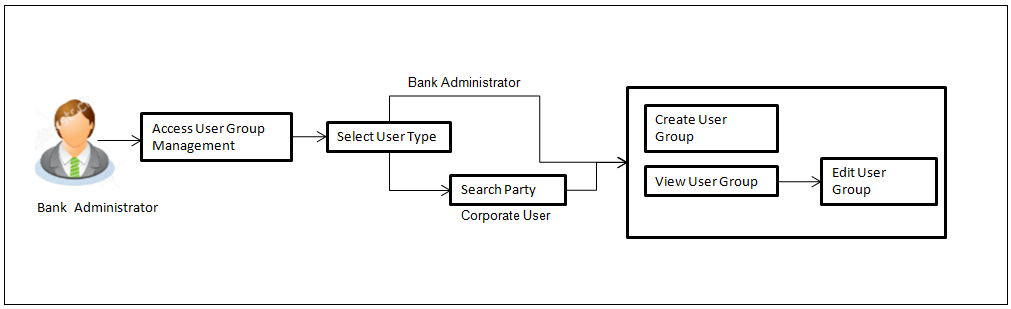 Bank Administrator
Access User Group
Management
Select User Type
Bank Administrator
Search Party
Corporate User
Create User
Group
View User Group
Edit User
Group